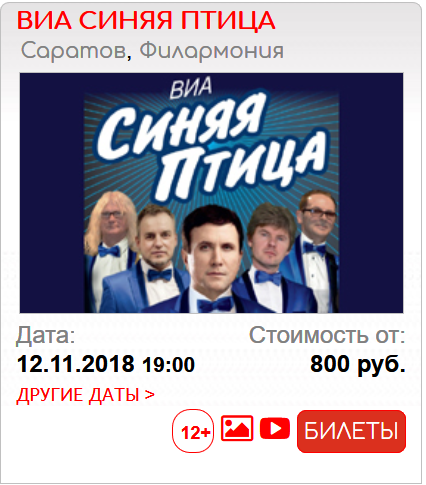 ВИА СИНЯЯ ПТИЦА
Саратов, Филармония
ВИА
Синяя
Птица
Дата: Стоимость от:
12.11.2018 19:00 800 руб.
ДРУГИЕ ДАТЫ >
12+ БИЛЕТЫ